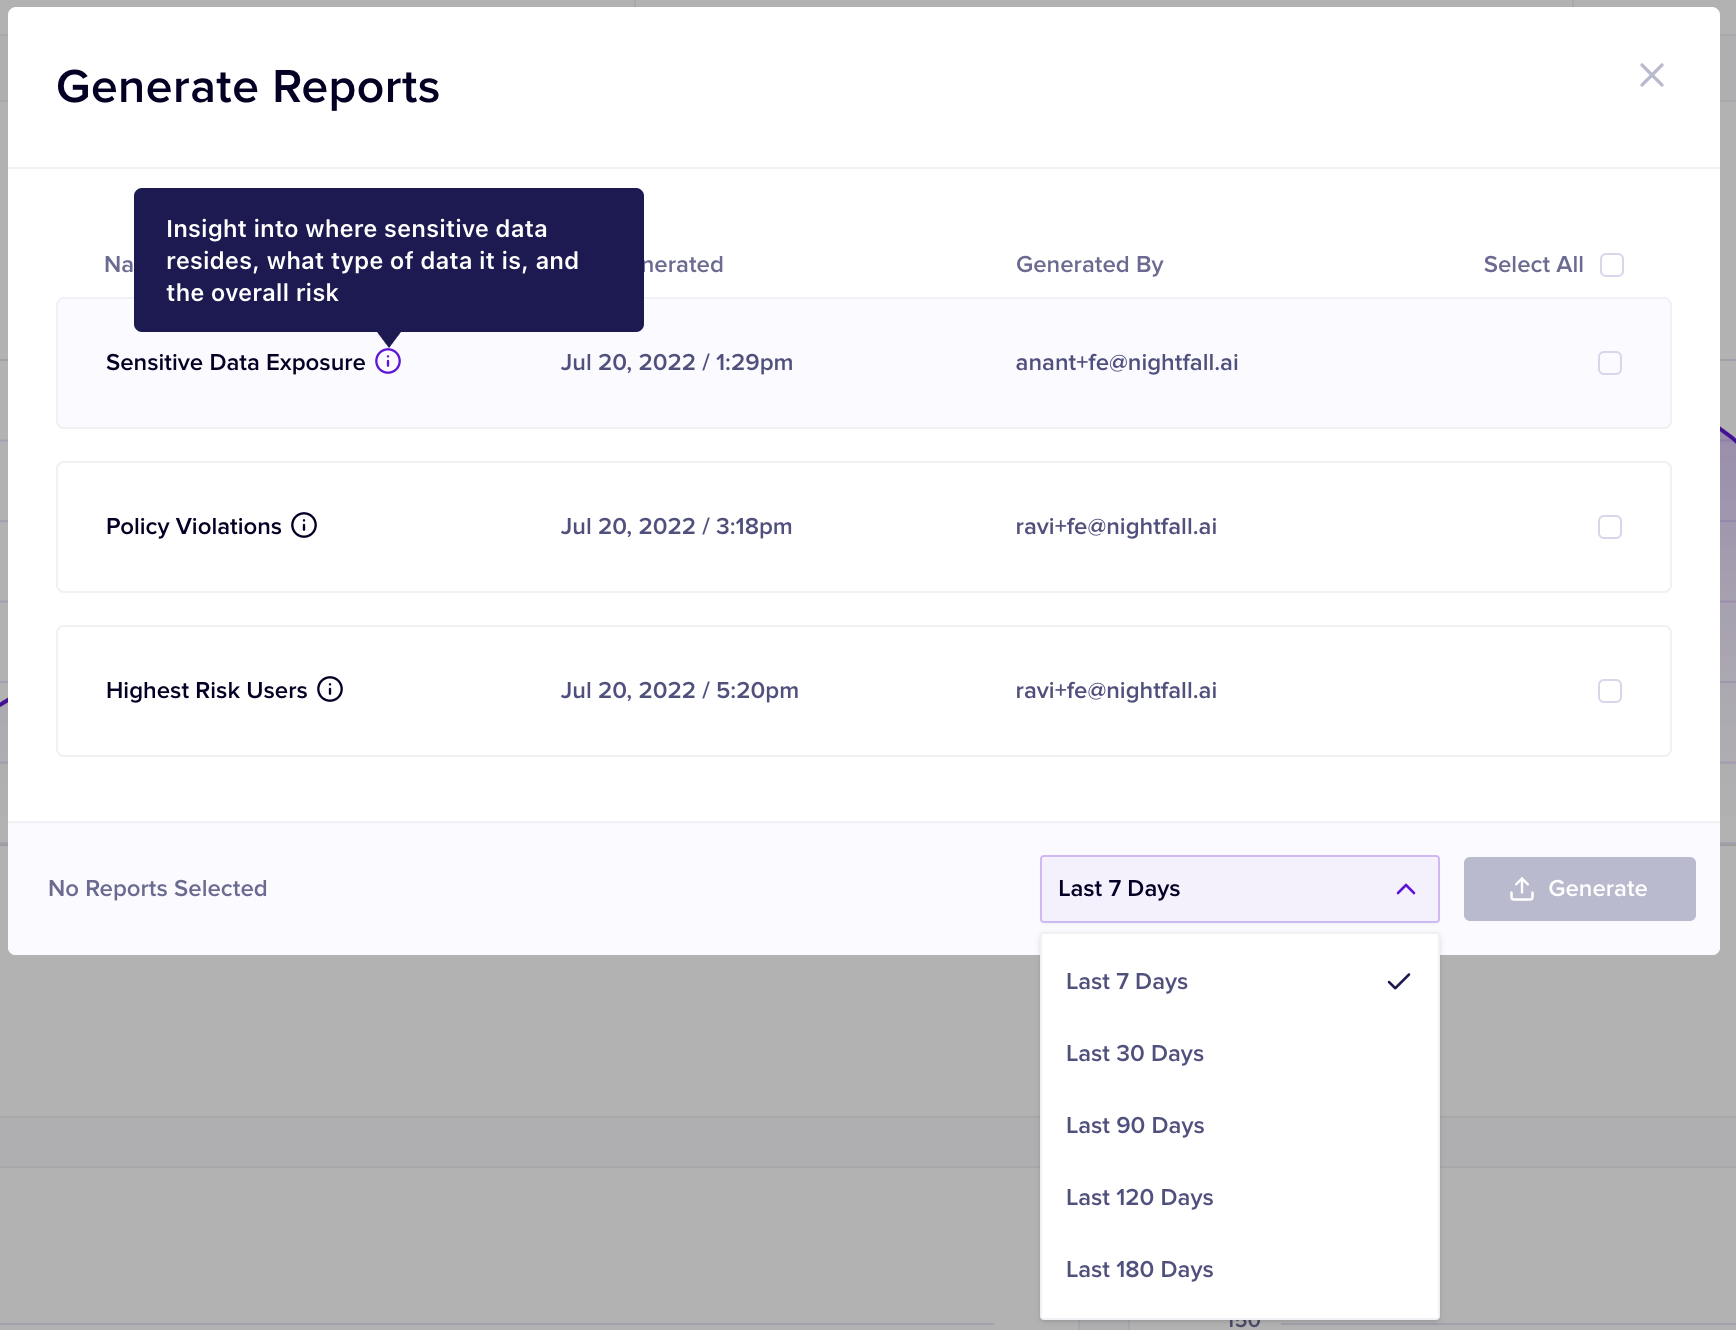 Generate Reports
Insight into where sensitive data
resides, what type of data it is, and
the overall risk
Generated By
Select All
Sensitive Data Exposure
Jul 20, 2022 / 1:29pm
anant+fe@nightfall.ai
Policy Violations
Jul 20, 2022 / 3:18pm
ravi+fe@nightfall.ai
Highest Risk Users
Jul 20, 2022 / 5:20pm
ravi+fe@nightfall.ai
No Reports Selected
Last 7 Days
Generate
Last 7 Days
Last 30 Days
Last 90 Days
Last 120 Days
Last 180 Days
150